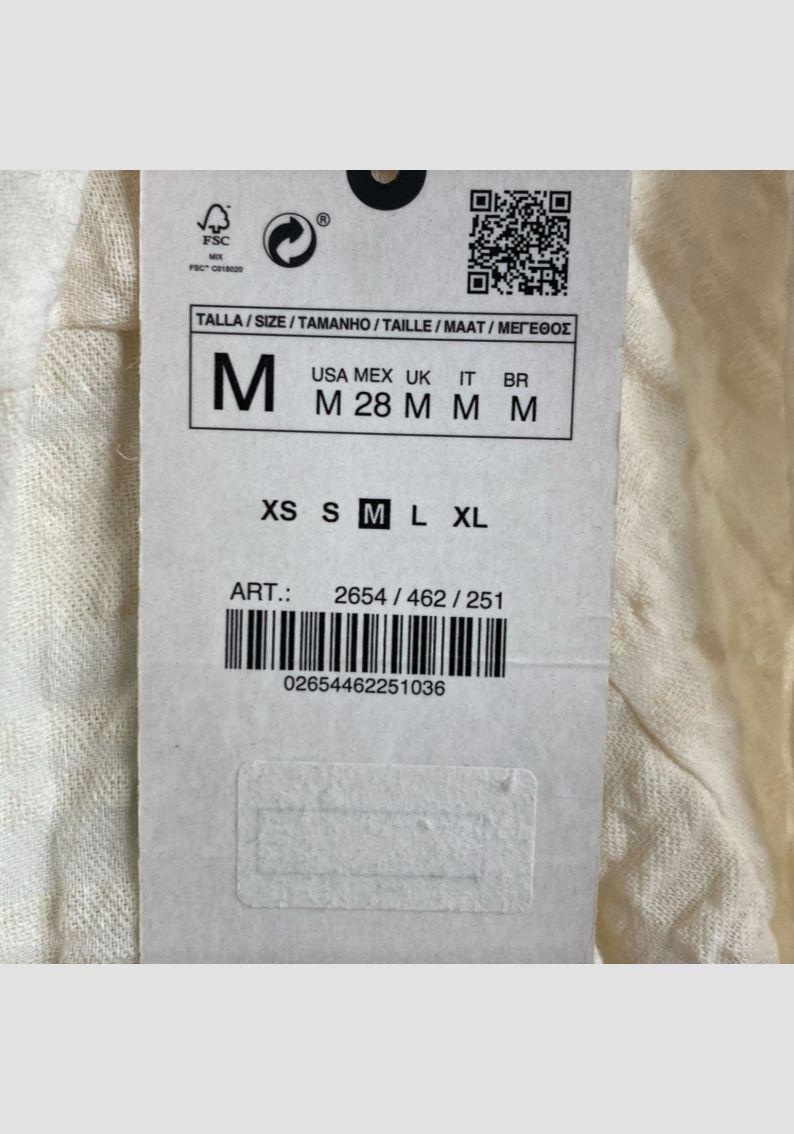 FSC
MIX
FSC™ C018020
®
TALLA / SIZE / TAMANHO / TAILLE / MAAT / ΜΕΓΕΘΟΣ
M
USA MEX UK IT BR
M 28 M M M
XS S M L XL
ART.: 2654 / 462 / 251
02654462251036